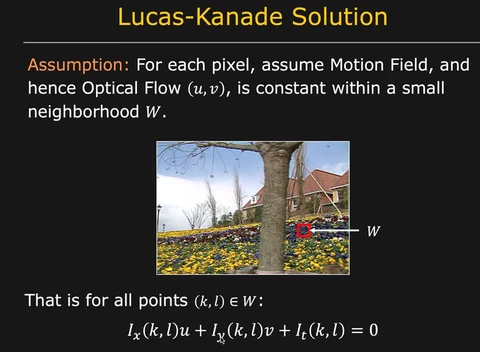 Lucas-Kanade Solution
Assumption: For each pixel, assume Motion Field, and
hence Optical Flow (u, v), is constant within a small
neighborhood W.
W
That is for all points (k, l) ∈ W:
I_x(k, l)u + I_y(k, l)v + I_t(k, l) = 0